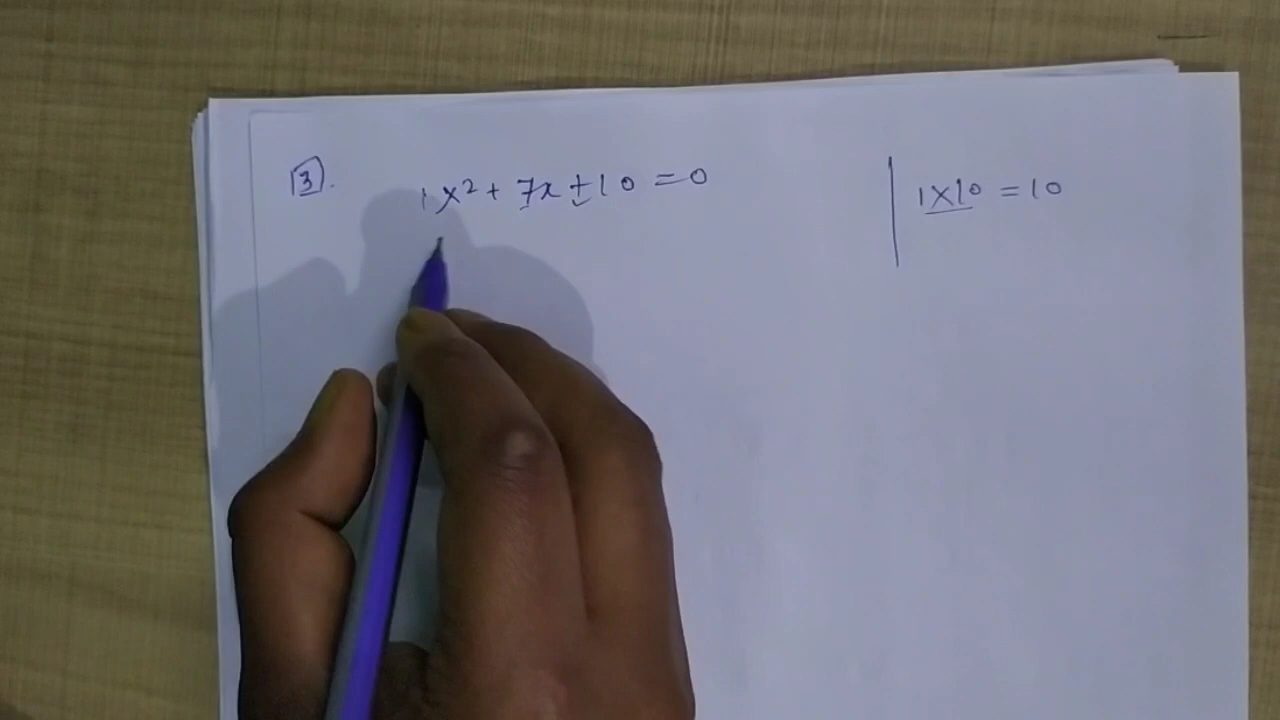 3. 1x² + 7x + 10 = 0
1x10 = 10